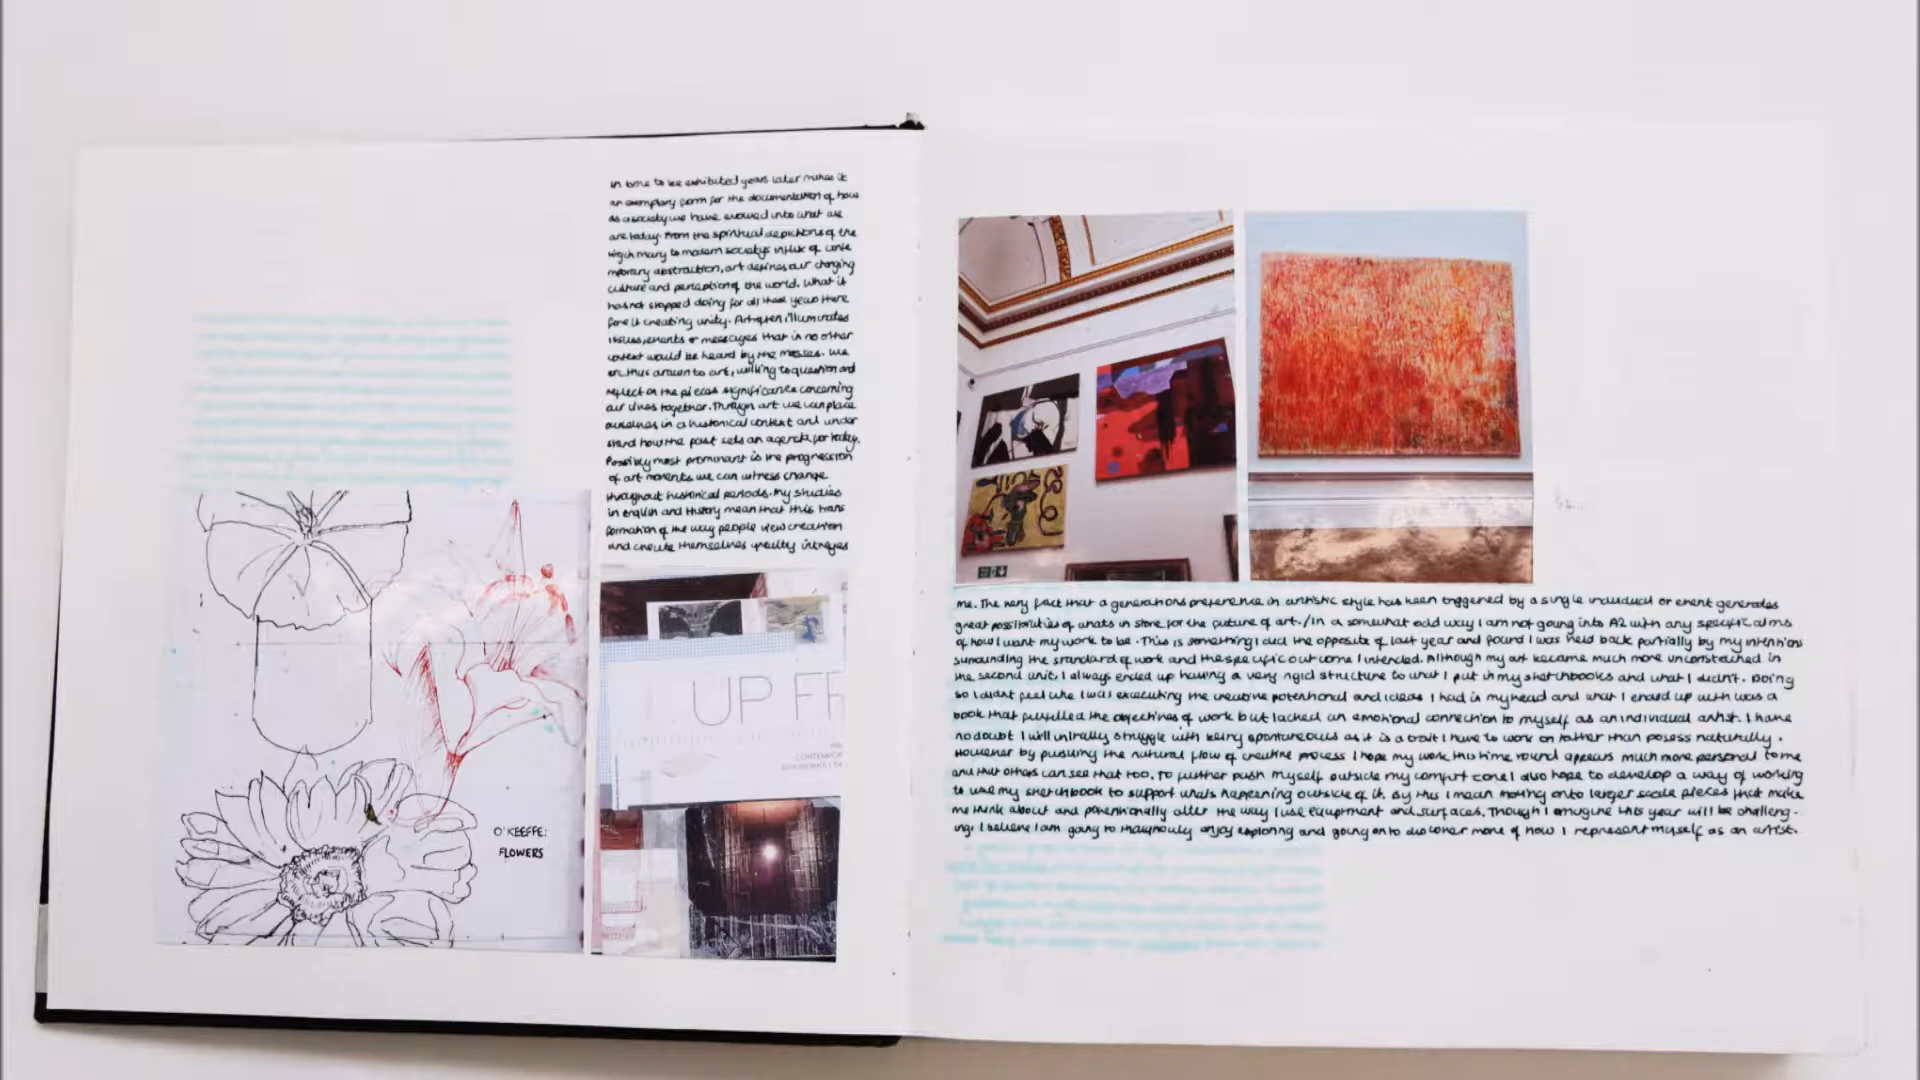 in time to be exhibited years later makes it
an exemplary form for the documentation of how
as a society we have evolved into what we
are today. From the spiritual depictions of the
virgin mary to modern society's influx of conte
mporary abstraction, art defines our changing
culture and perception of the world. What it
has not stopped doing for all these years there
fore is creating unity. Art often illuminates
issues, events or messages that in no other
context would be heard by the masses. We
are thus drawn to art, willing to question and
reflect on the pieces significance concerning
our lives together. Through art we can place
ourselves in a historical context and under
stand how the past sets an agenda for today.
Possibly most prominent is the progression
of art movents we can witness change
throughout historical periods. My studies
in English and History mean that this trans
formation of the way people view creation
and create themselves greatly intrigues
O'KEEFFE:
FLOWERS
UP FR
CONTEMPOR
me. The very fact that a generations preference in artistic style has been triggered by a single individual or event generates
great possibilities of whats in store for the future of art. / In a somewhat odd way I am not going into A2 with any specific aims
of how I want my work to be. This is something I did the opposite of last year and found I was held back partially by my intentions
surrounding the standard of work and the specific outcome I intended. Although my art became much more unconstrained in
the second unit, I always ended up having a very rigid structure to what I put in my sketchbooks and what I didn't. Doing
so I didnt feel like I was executing the creative potential and ideas I had in my head and what I ended up with was a
book that fulfilled the objectives of work but lacked an emotional connection to myself as an individual artist. I have
no doubt I will initially struggle with being spontaneous as it is a trait I have to work on rather than posess naturally.
However by pursuing the natural flow of creative process I hope my work this time round appears much more personal to me
and that others can see that too. To further push myself outside my comfort zone I also hope to develop a way of working
to use my sketchbook to support whats happening outside of it. By this I mean moving onto larger scale pieces that make
me think about and potentially alter the way I use equiptment and surfaces. Though I imagine this year will be challeng-
ing, I believe I am going to thoroughly enjoy exploring and going on to discover more of how I represent myself as an artist.